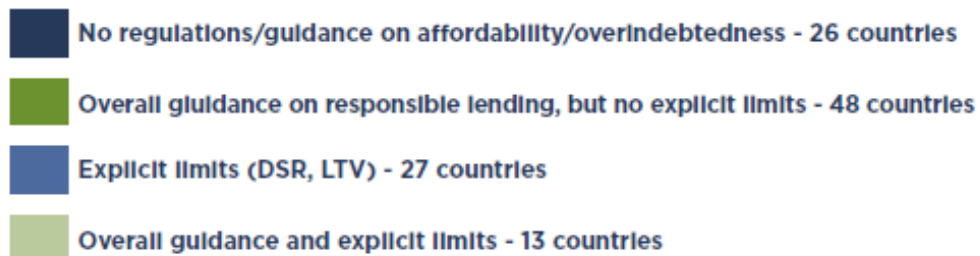 No regulations/guidance on affordability/overindebtedness - 26 countries
Overall gluidance on responsible lending, but no explicit limits - 48 countries
Explicit limits (DSR, LTV) - 27 countries
Overall guidance and explicit limits - 13 countries